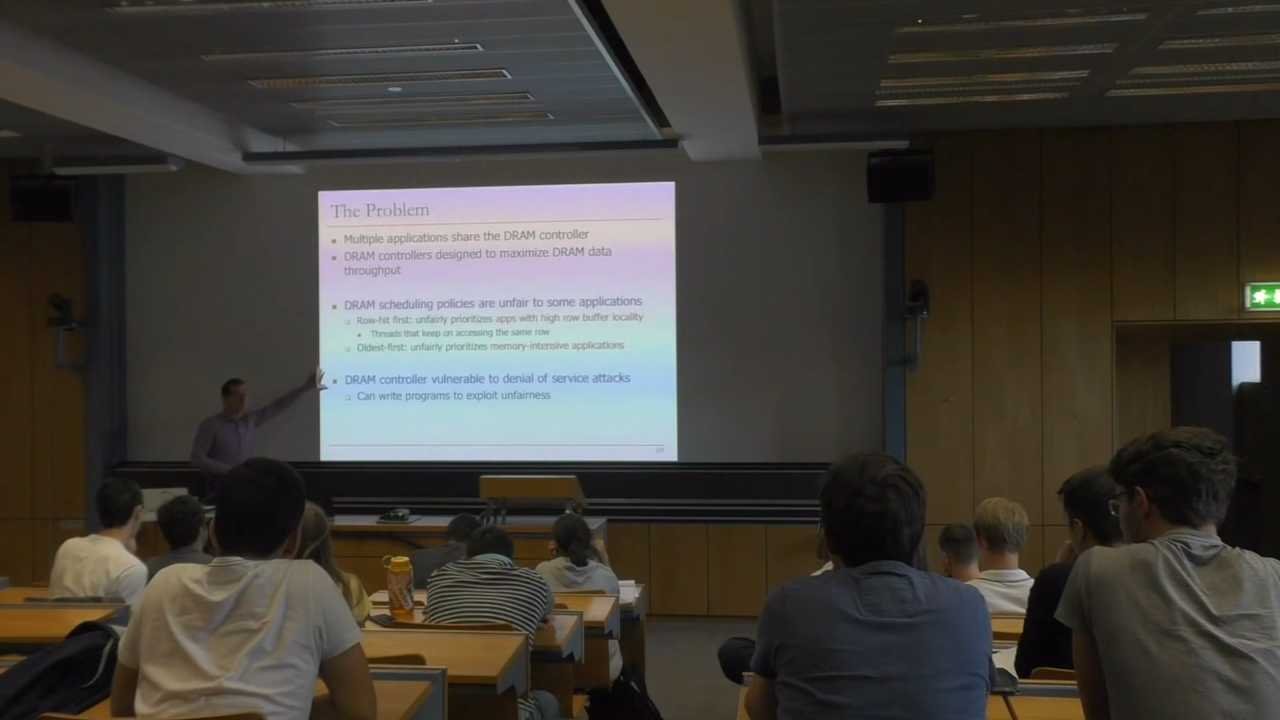 The Problem
Multiple applications share the DRAM controller
DRAM controllers designed to maximize DRAM data
throughput
DRAM scheduling policies are unfair to some applications
Row-hit first: unfairly prioritizes apps with high row buffer locality
Threads that keep on accessing the same row
Oldest-first: unfairly prioritizes memory-intensive applications
DRAM controller vulnerable to denial of service attacks
Can write programs to exploit unfairness